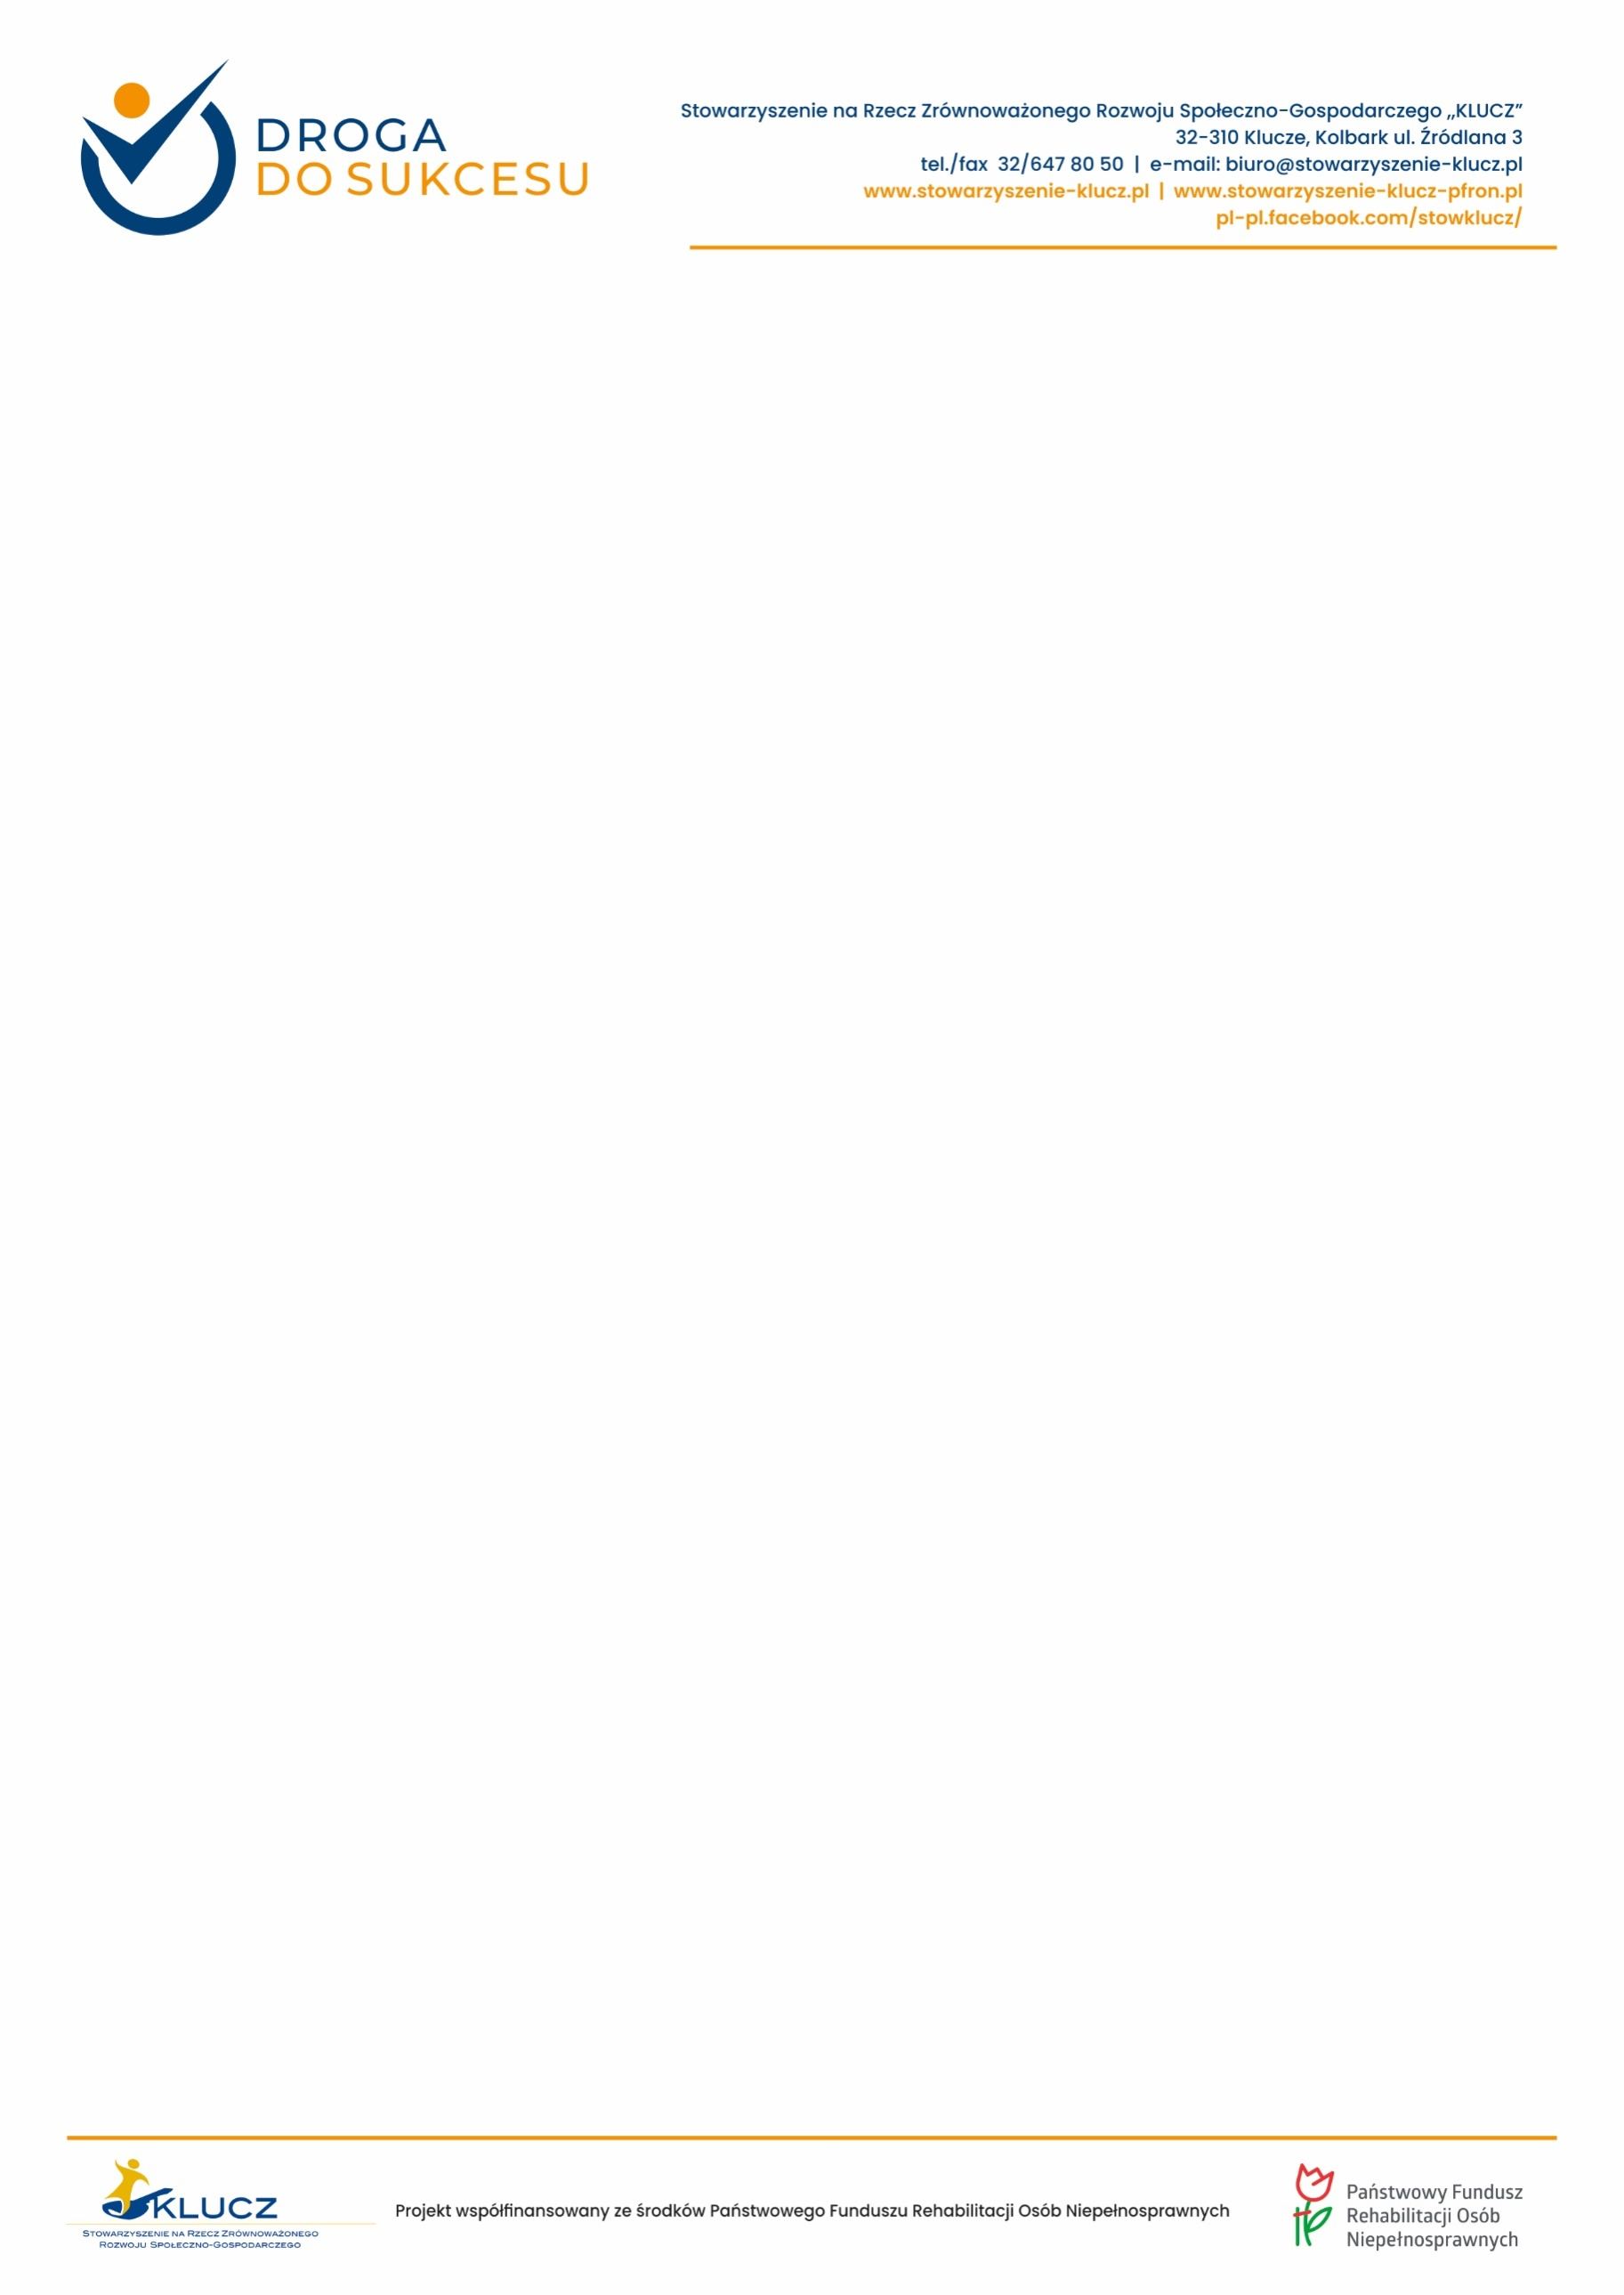 DROGA
DO SUKCESU
Stowarzyszenie na Rzecz Zrównoważonego Rozwoju Społeczno-Gospodarczego „KLUCZ”
32-310 Klucze, Kolbark ul. Źródlana 3
tel./fax 32/647 80 50 | e-mail: biuro@stowarzyszenie-klucz.pl
www.stowarzyszenie-klucz.pl | www.stowarzyszenie-klucz-pfron.pl
pl-pl.facebook.com/stowklucz/
KLUCZ
Stowarzyszenie na Rzecz Zrównoważonego
Rozwoju Społeczno-Gospodarczego
Projekt współfinansowany ze środków Państwowego Funduszu Rehabilitacji Osób Niepełnosprawnych
Państwowy Fundusz
Rehabilitacji Osób
Niepełnosprawnych